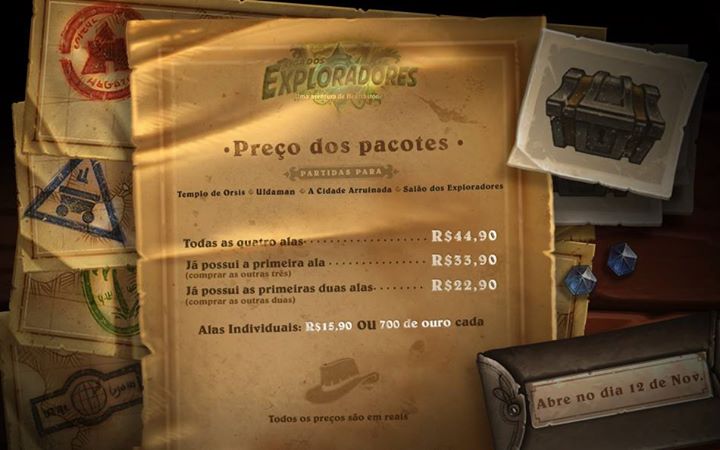 LIGA DOS
EXPLORADORES
Uma aventura de Hearthstone
• Preço dos pacotes •
PARTIDAS PARA
Templo de Orsis Uldaman A Cidade Arruinada Salão dos Exploradores
Todas as quatro alas R$44,90
Já possui a primeira ala R$33,90
(comprar as outras três)
Já possui as primeiras duas alas R$22,90
(comprar as outras duas)
Alas Individuais: R$15,90 OU 700 de ouro cada
Todos os preços são em reais
Abre no dia 12 de Nov.